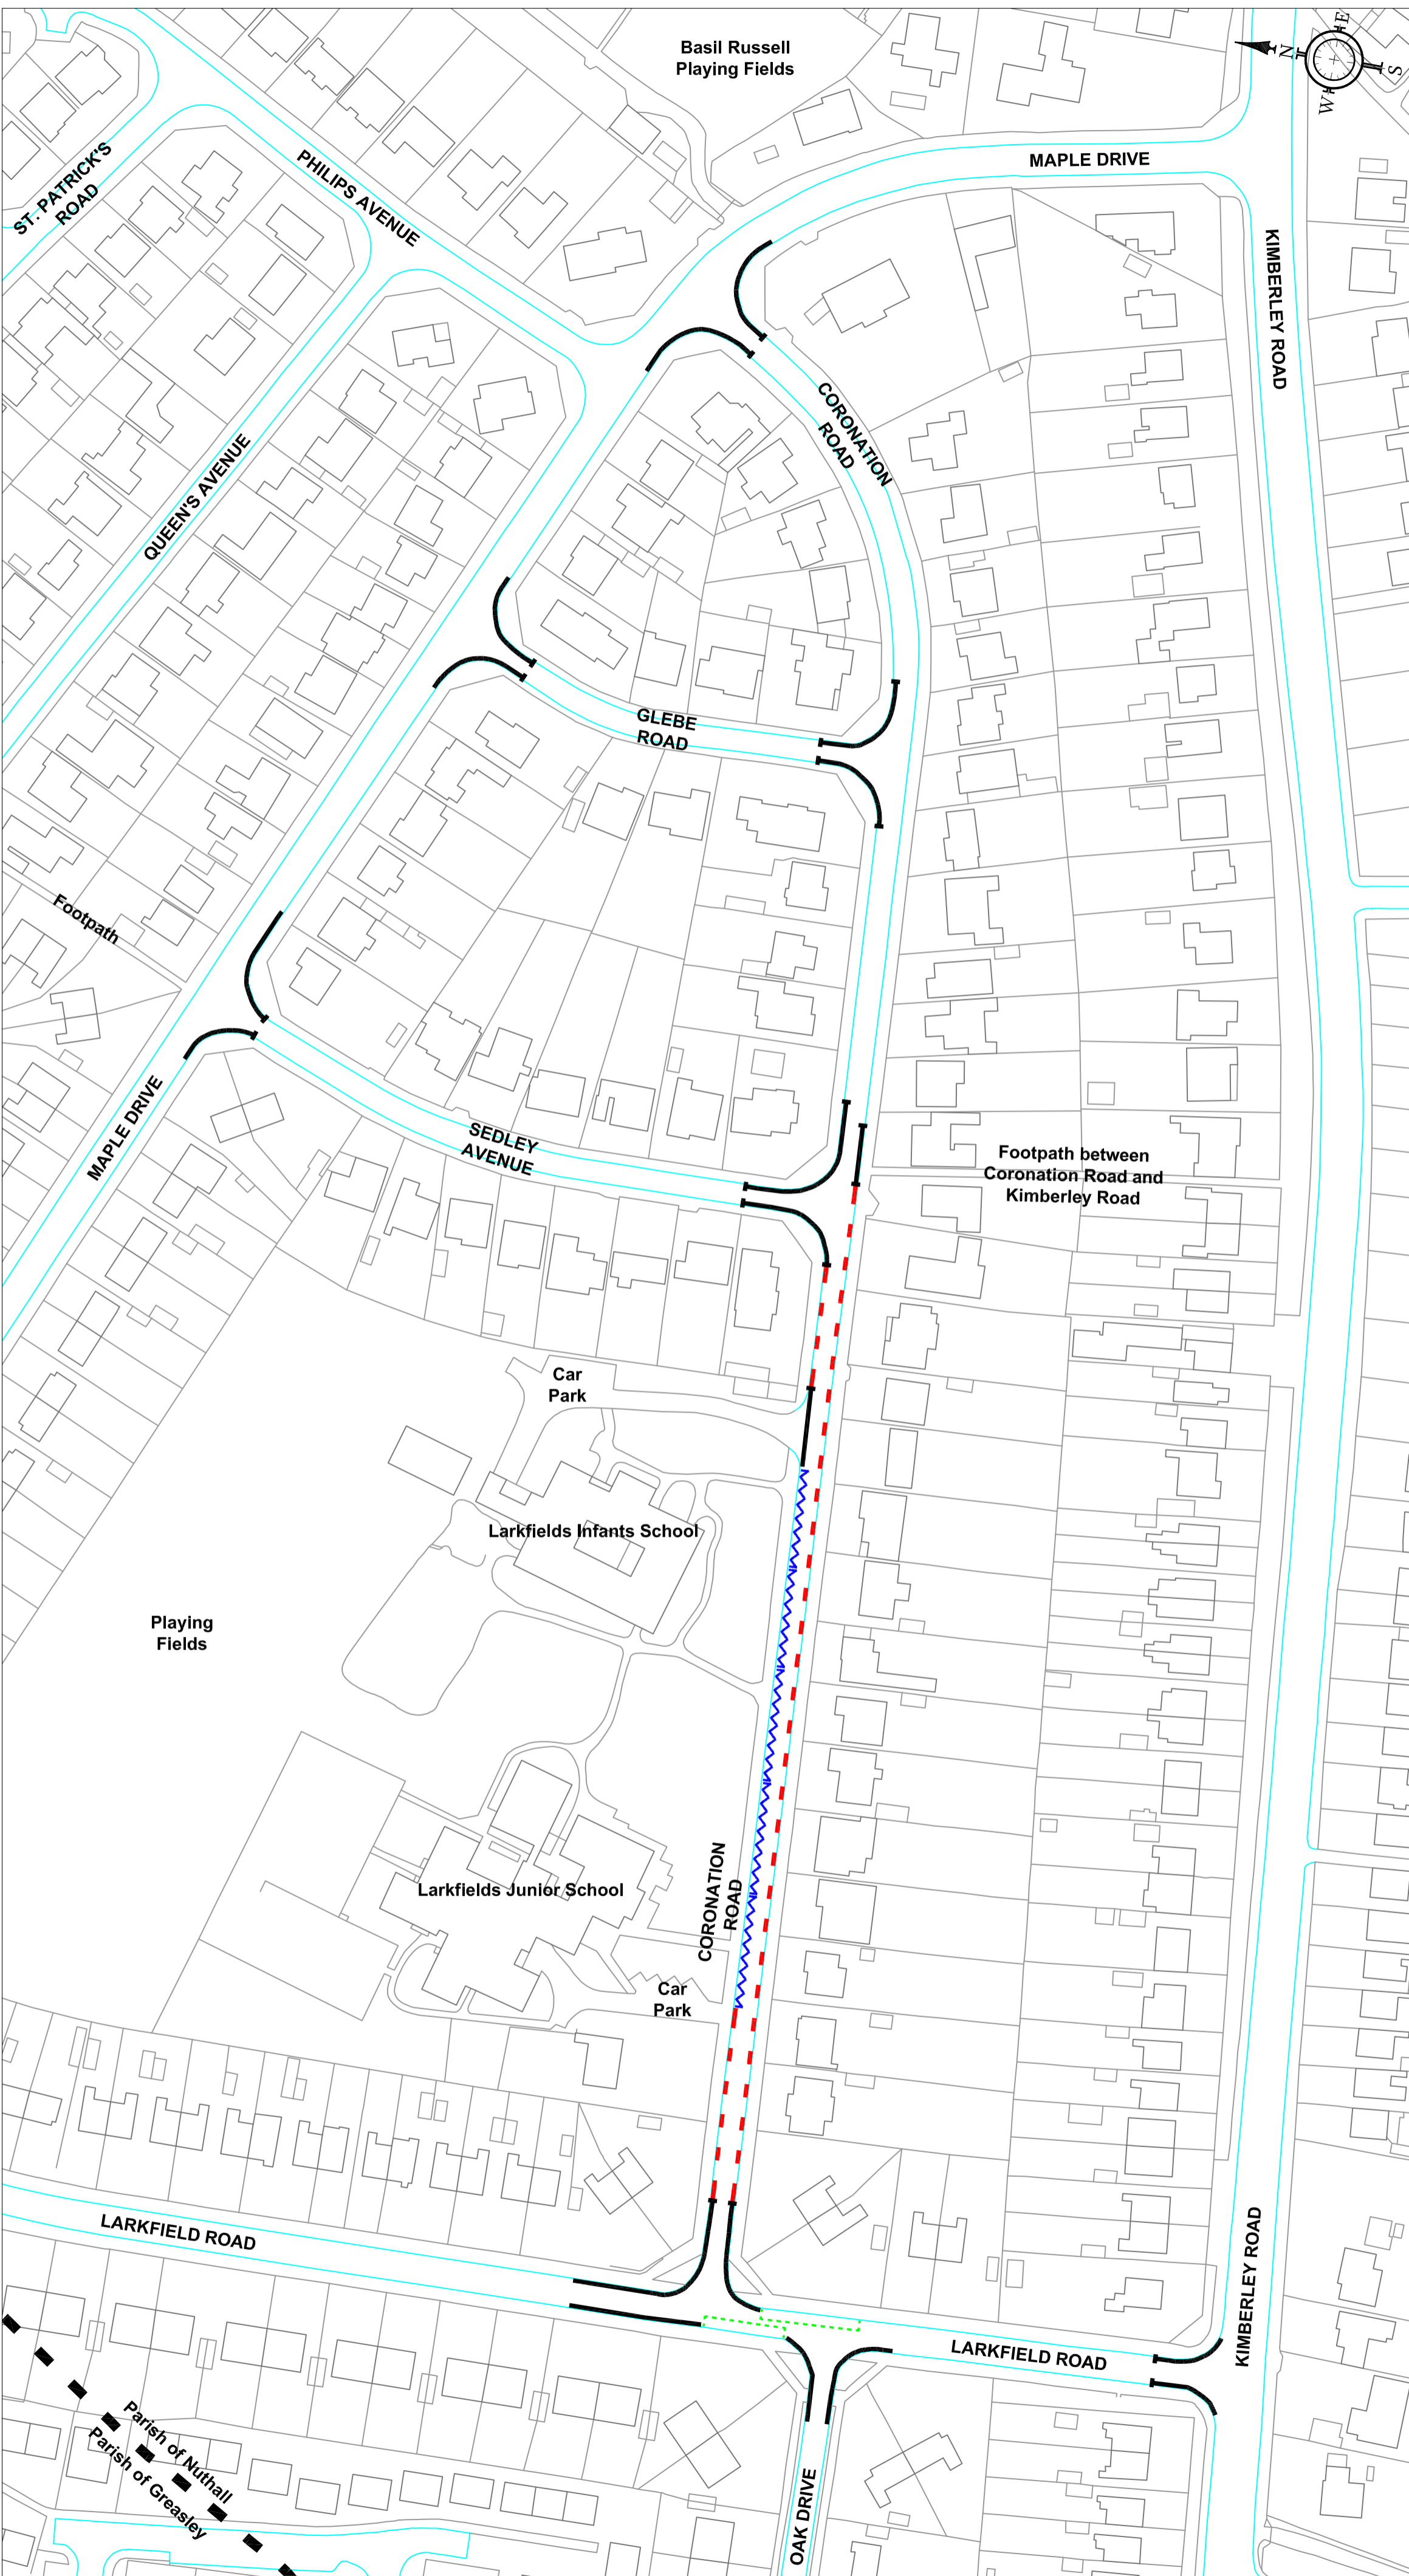 Basil Russell
Playing Fields
N
E
S
W
MAPLE DRIVE
ST. PATRICK'S
ROAD
PHILIPS AVENUE
KIMBERLEY ROAD
CORONATION
ROAD
QUEEN'S AVENUE
GLEBE
ROAD
Footpath
MAPLE DRIVE
SEDLEY
AVENUE
Footpath between
Coronation Road and
Kimberley Road
Car
Park
Larkfields Infants School
Playing
Fields
CORONATION
ROAD
Larkfields Junior School
Car
Park
LARKFIELD ROAD
KIMBERLEY ROAD
LARKFIELD ROAD
Parish of Nuthall
Parish of Greasley
OAK DRIVE